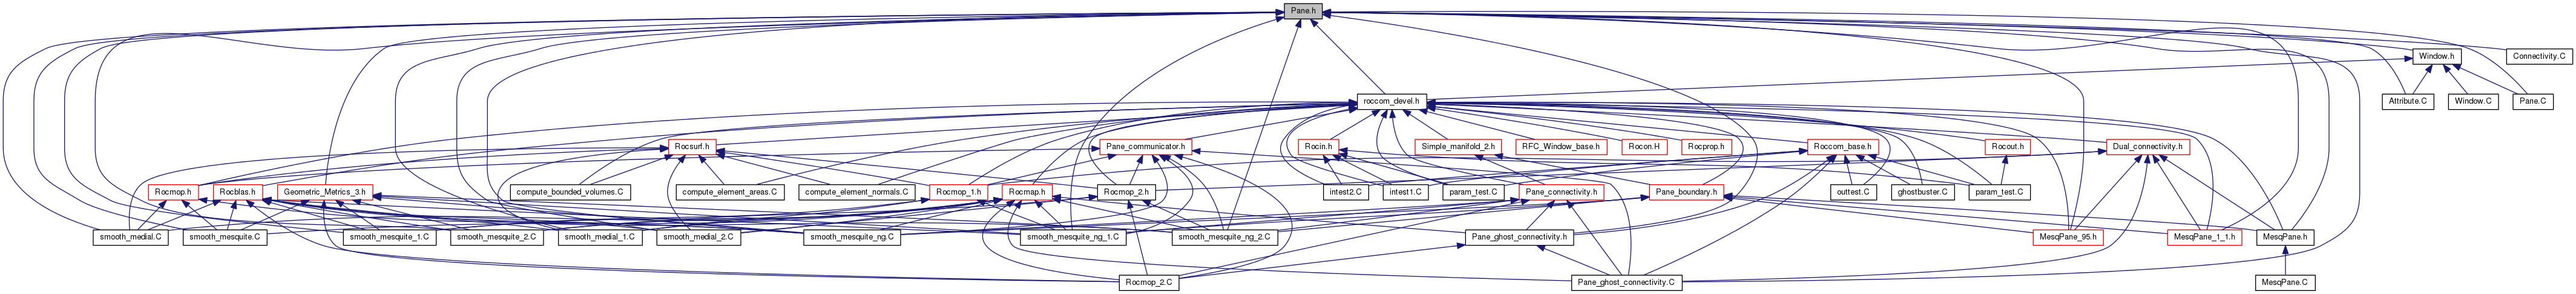 Pane.h
Window.h
Connectivity.C
roccom_devel.h
Attribute.C
Window.C
Pane.C
Rocsurf.h
Pane_communicator.h
Rocin.h
Simple_manifold_2.h
RFC_Window_base.h
Rocon.H
Rocprop.h
Roccom_base.h
Rocout.h
Dual_connectivity.h
Rocmop.h
Rocblas.h
Geometric_Metrics_3.h
compute_bounded_volumes.C
compute_element_areas.C
compute_element_normals.C
Rocmop_1.h
Rocmap.h
Rocmop_2.h
intest2.C
intest1.C
param_test.C
Pane_connectivity.h
Pane_boundary.h
outtest.C
ghostbuster.C
param_test.C
smooth_medial.C
smooth_mesquite.C
smooth_mesquite_1.C
smooth_mesquite_2.C
smooth_medial_1.C
smooth_medial_2.C
smooth_mesquite_ng.C
smooth_mesquite_ng_1.C
smooth_mesquite_ng_2.C
Pane_ghost_connectivity.h
MesqPane_95.h
MesqPane_1_1.h
MesqPane.h
Rocmop_2.C
Pane_ghost_connectivity.C
MesqPane.C